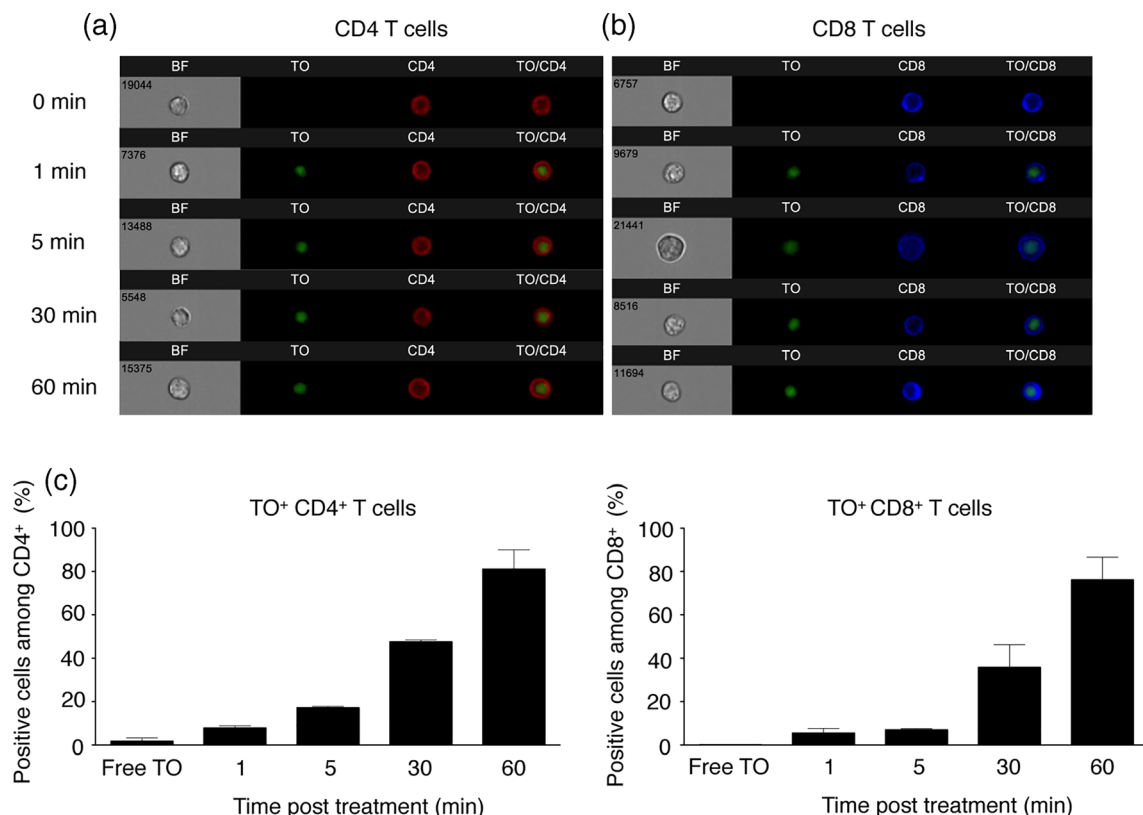 (a) CD4 T cells (b) CD8 T cells
BF TO CD4 TO/CD4 BF TO CD8 TO/CD8
0 min 19044 6757
BF TO CD4 TO/CD4 BF TO CD8 TO/CD8
1 min 7376 9679
BF TO CD4 TO/CD4 BF TO CD8 TO/CD8
5 min 13488 21441
BF TO CD4 TO/CD4 BF TO CD8 TO/CD8
30 min 5548 8516
BF TO CD4 TO/CD4 BF TO CD8 TO/CD8
60 min 15375 11694
(c)
TO⁺ CD4⁺ T cells
Positive cells among CD4⁺ (%)
100
80
60
40
20
0
Free TO 1 5 30 60
Time post treatment (min)
TO⁺ CD8⁺ T cells
Positive cells among CD8⁺ (%)
100
80
60
40
20
0
Free TO 1 5 30 60
Time post treatment (min)